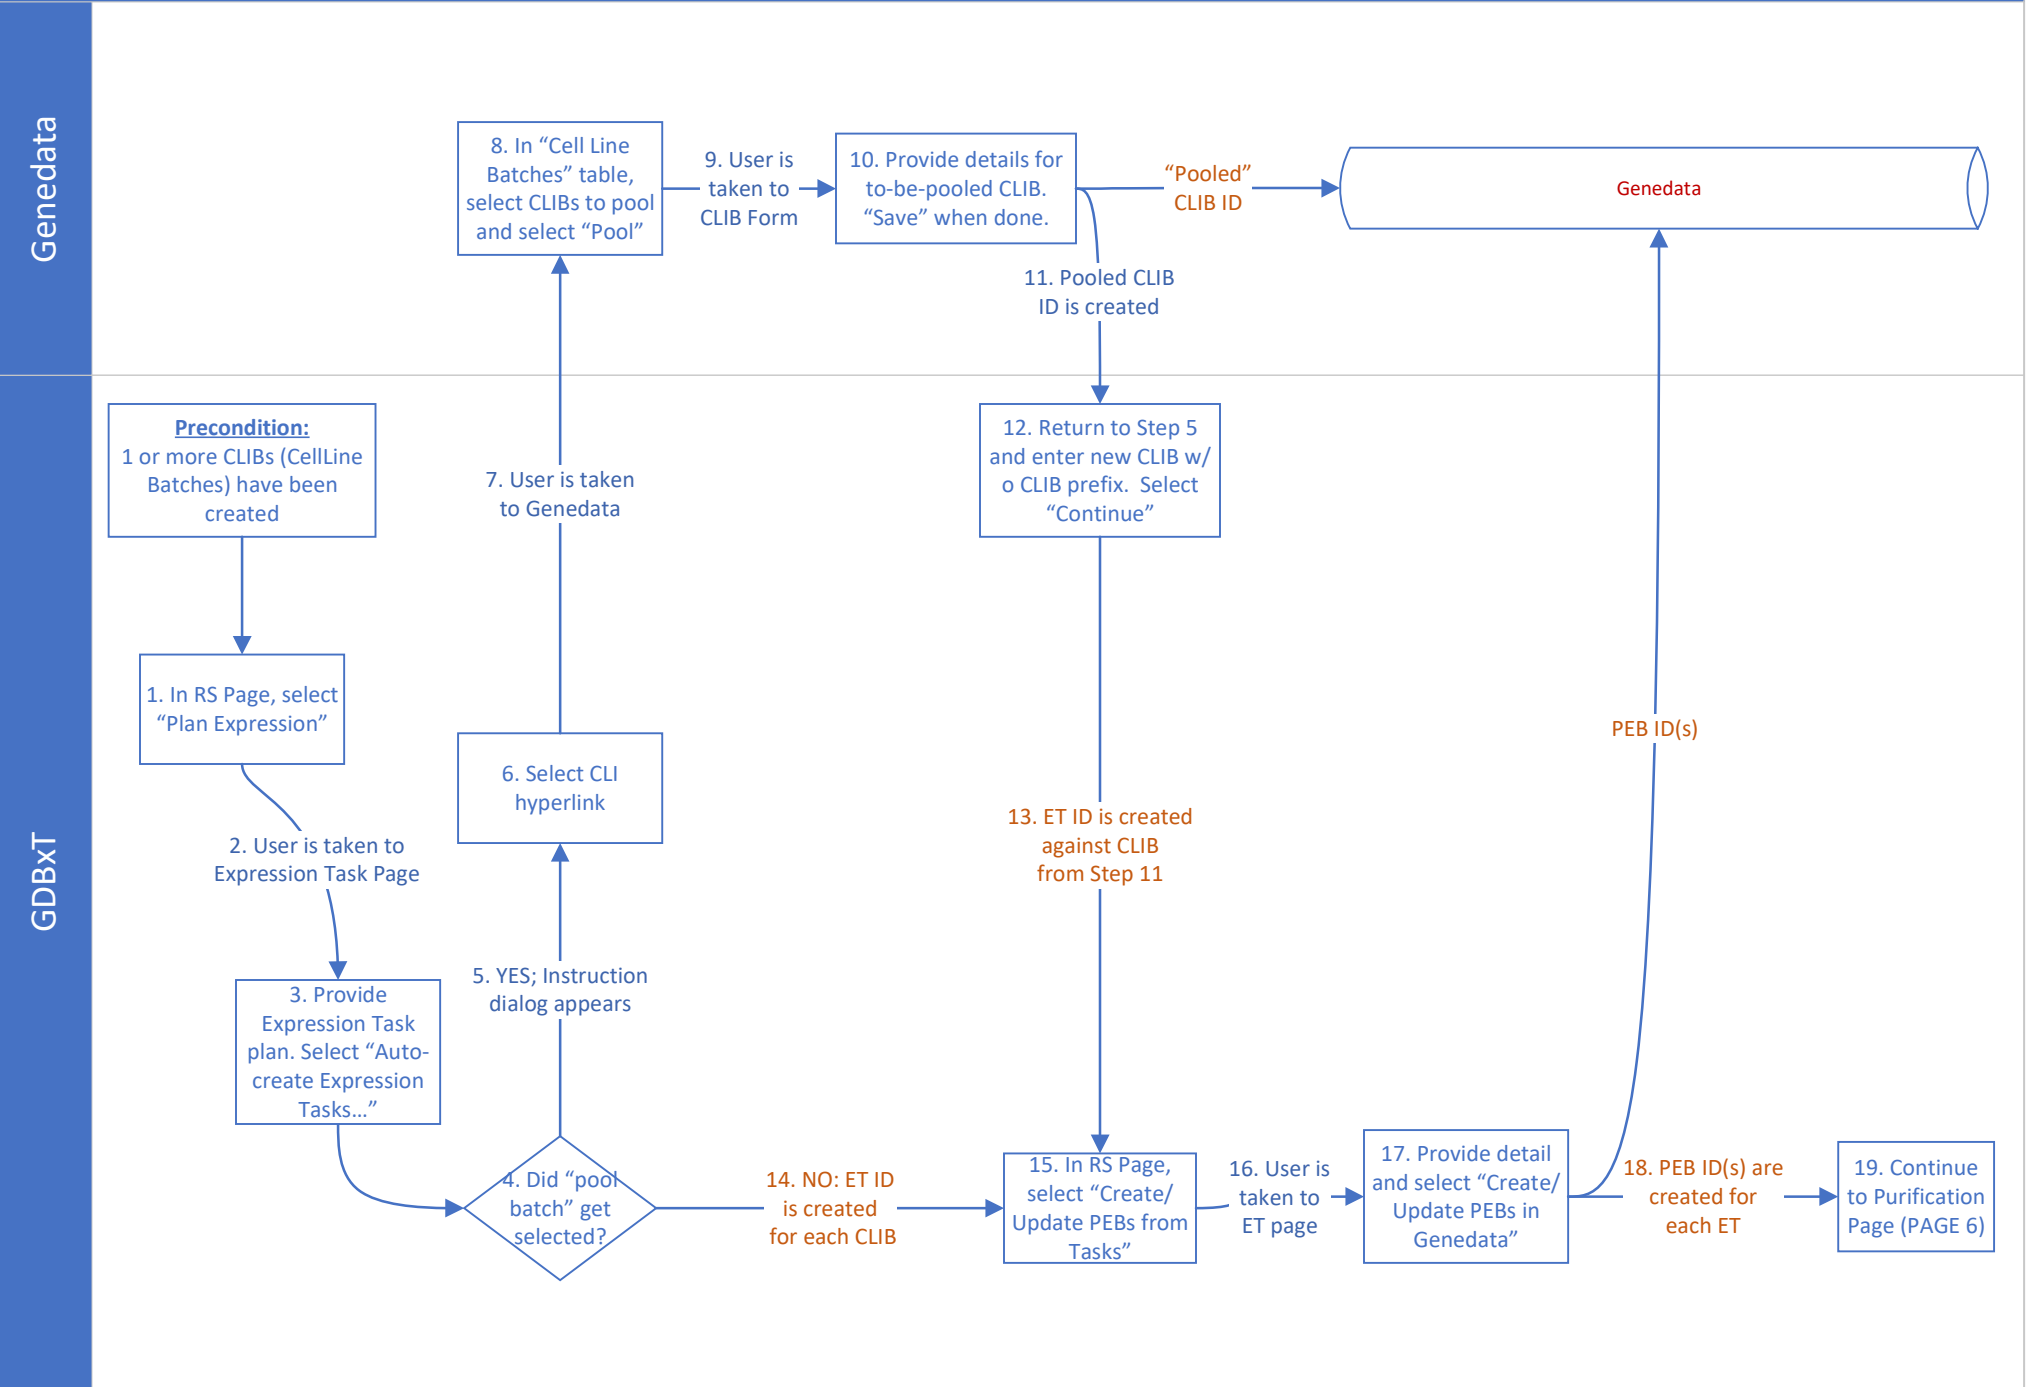 Genedata
8. In “Cell Line
Batches” table,
select CLIBs to pool
and select “Pool”
9. User is
taken to
CLIB Form
10. Provide details for
to-be-pooled CLIB.
“Save” when done.
“Pooled”
CLIB ID
Genedata
11. Pooled CLIB
ID is created
GDBxT
Precondition:
1 or more CLIBs (CellLine
Batches) have been
created
1. In RS Page, select
“Plan Expression”
2. User is taken to
Expression Task Page
3. Provide
Expression Task
plan. Select “Auto-
create Expression
Tasks…”
4. Did “pool
batch” get
selected?
5. YES; Instruction
dialog appears
6. Select CLI
hyperlink
7. User is taken
to Genedata
12. Return to Step 5
and enter new CLIB w/
o CLIB prefix.  Select
“Continue”
13. ET ID is created
against CLIB
from Step 11
14. NO: ET ID
is created
for each CLIB
15. In RS Page,
select “Create/
Update PEBs from
Tasks”
16. User is
taken to
ET page
17. Provide detail
and select “Create/
Update PEBs in
Genedata”
PEB ID(s)
18. PEB ID(s) are
created for
each ET
19. Continue
to Purification
Page (PAGE 6)